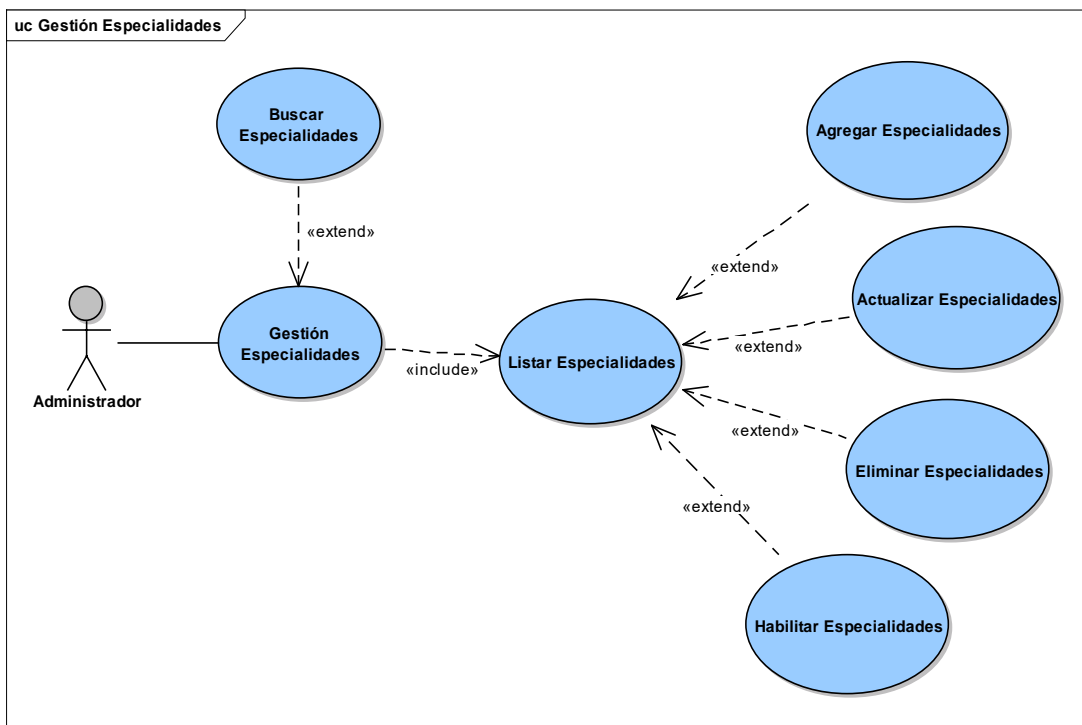 uc Gestión Especialidades
Buscar
Especialidades
Agregar Especialidades
«extend»
«extend»
Actualizar Especialidades
Gestión
Especialidades
«extend»
Listar Especialidades
«include»
Administrador
«extend»
Eliminar Especialidades
«extend»
Habilitar Especialidades